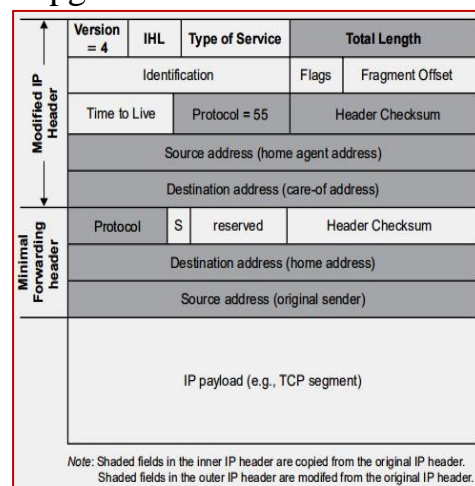 Version = 4 IHL Type of Service Total Length
Identification Flags Fragment Offset
Time to Live Protocol = 55 Header Checksum
Source address (home agent address)
Destination address (care-of address)
Modified IP Header
Protocol S reserved Header Checksum
Destination address (home address)
Source address (original sender)
Minimal Forwarding header
IP payload (e.g., TCP segment)
Note: Shaded fields in the inner IP header are copied from the original IP header.
Shaded fields in the outer IP header are modifed from the original IP header.